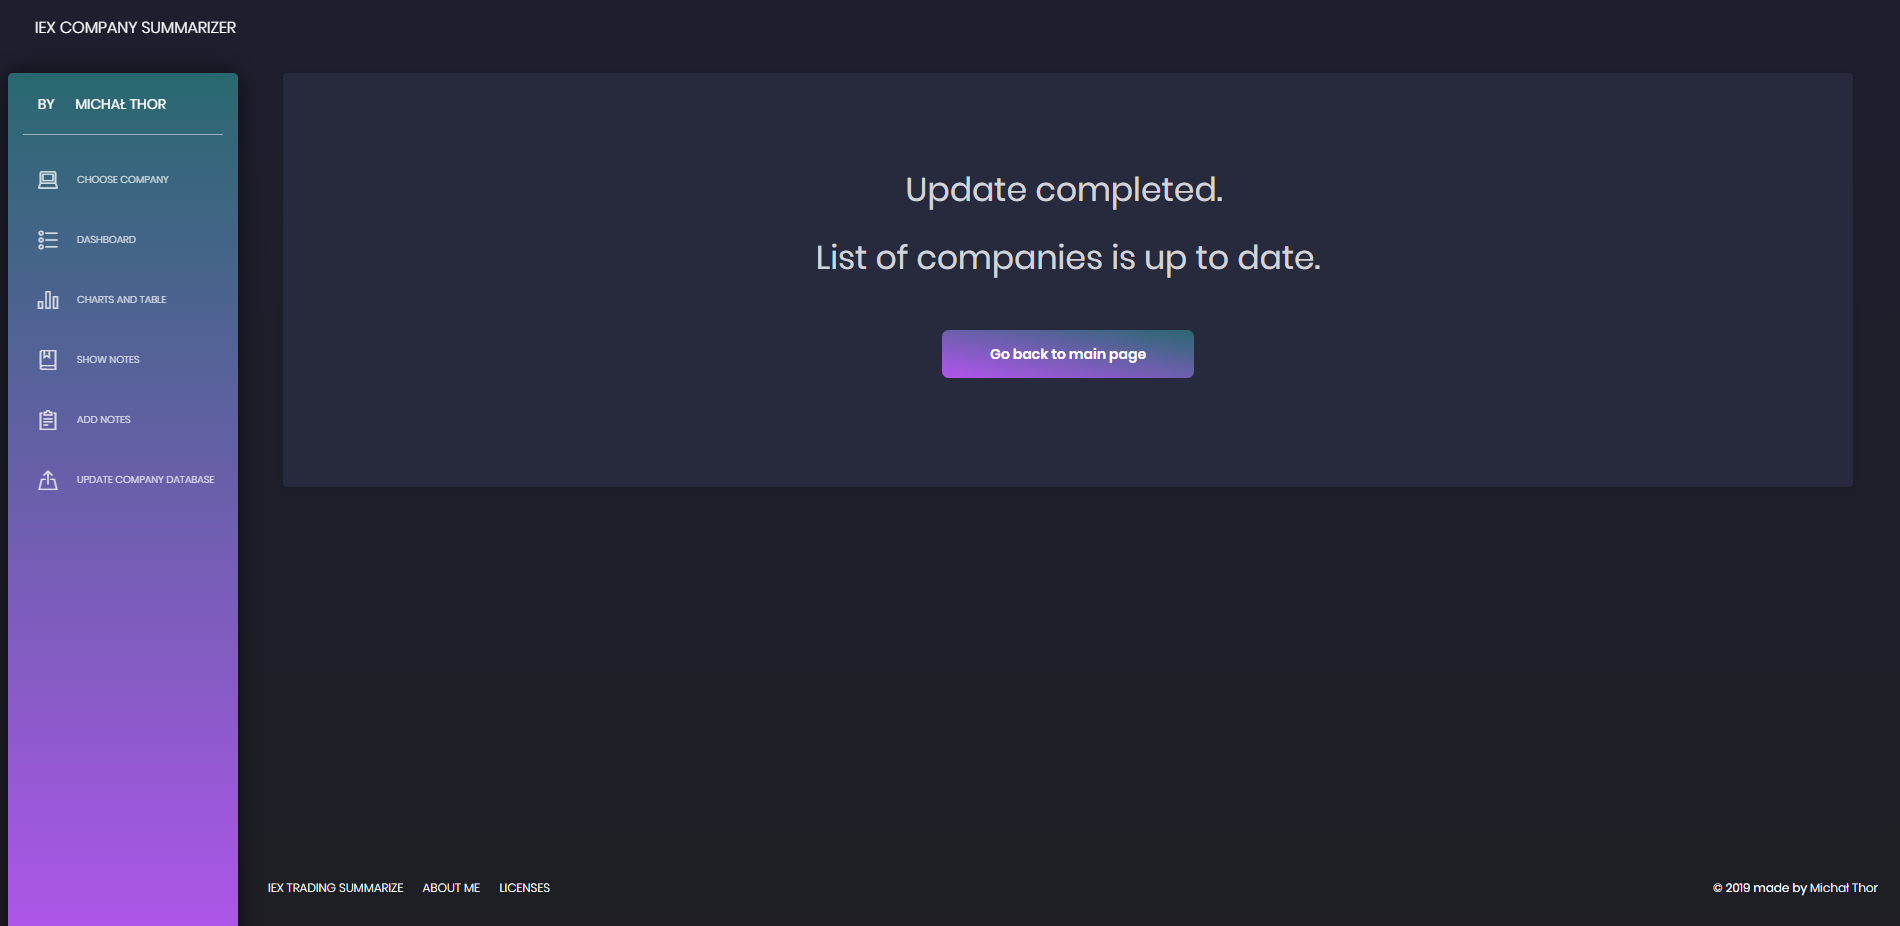 IEX COMPANY SUMMARIZER
BY MICHAŁ THOR
CHOOSE COMPANY
DASHBOARD
CHARTS AND TABLE
SHOW NOTES
ADD NOTES
UPDATE COMPANY DATABASE
Update completed.
List of companies is up to date.
Go back to main page
IEX TRADING SUMMARIZE ABOUT ME LICENSES
© 2019 made by Michał Thor